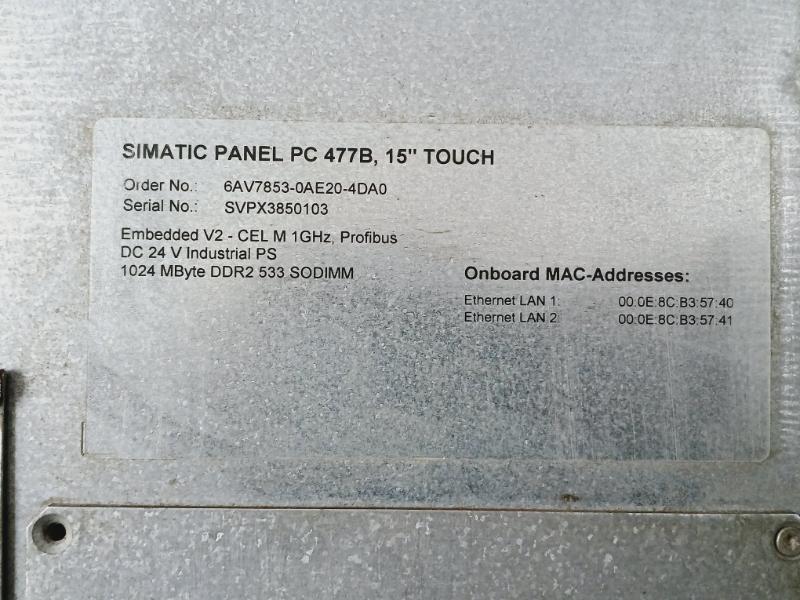 SIMATIC PANEL PC 477B, 15" TOUCH
Order No.: 6AV7853-0AE20-4DA0
Serial No.: SVPX3850103
Embedded V2 - CEL M 1GHz, Profibus
DC 24 V Industrial PS
1024 MByte DDR2 533 SODIMM
Onboard MAC-Addresses:
Ethernet LAN 1: 00:0E:8C:B3:57:40
Ethernet LAN 2: 00:0E:8C:B3:57:41